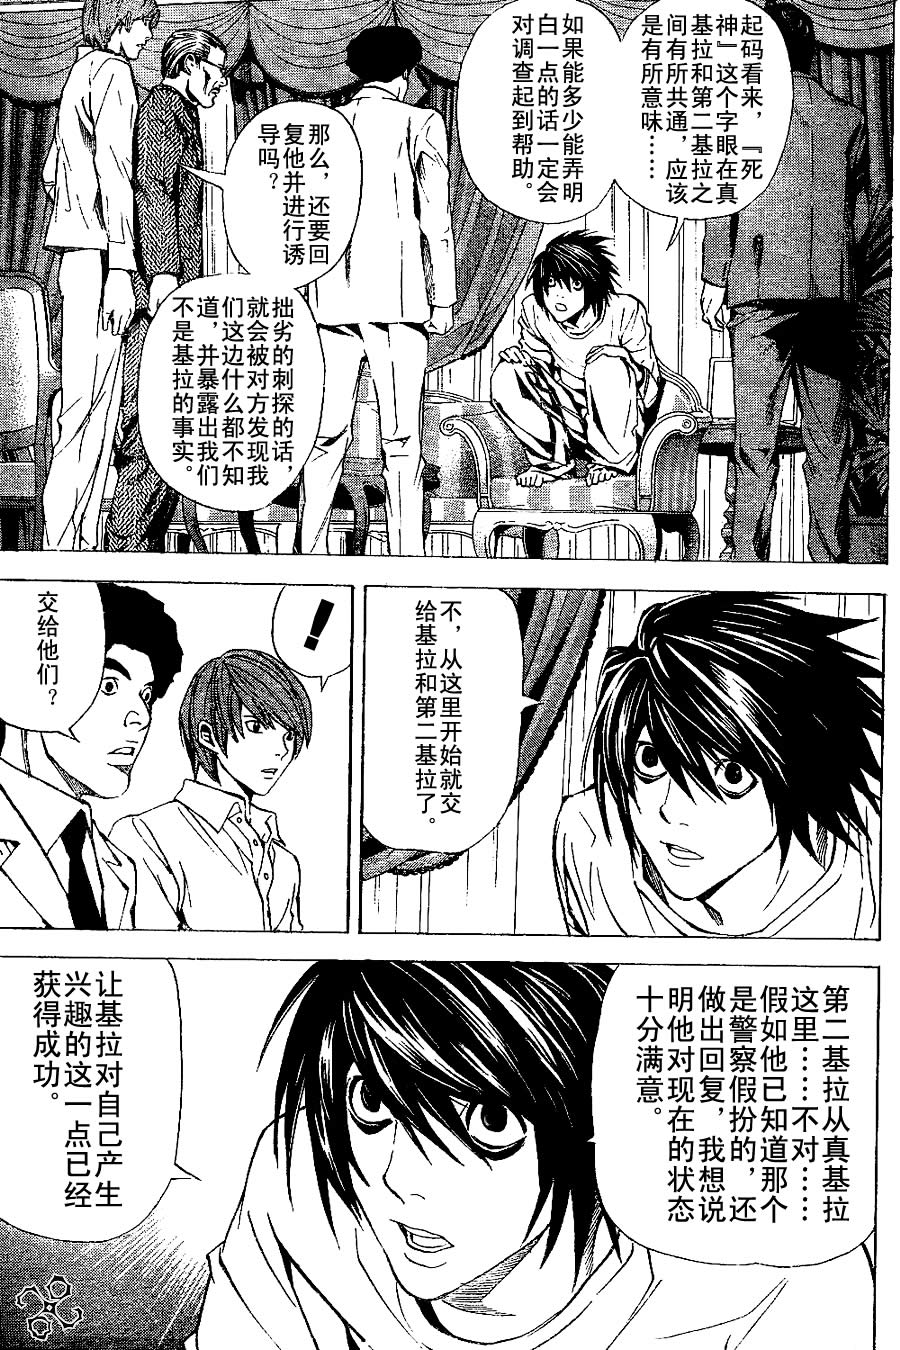 起码看来，『死
神』这个字眼在真
基拉和第二基拉之
间有所共通，应该
是有所意味……
如果能多少能弄明
白一点的话一定会
对调查起到帮助。
那么，还要回
复他并进行诱
导吗？
拙劣的刺探的话，
就会被对方发现我
们这边什么都不知
道，并暴露出我们
不是基拉的事实。
不，从这里开始就交
给基拉和第二基拉了。
！
交给他们？
第二基拉从真基拉
这里……不对……
假如他已知道那个
是警察假扮的，还
做出回复，我想说
明他对现在的状态
十分满意。
让基拉对自己产生
兴趣的这一点已经
获得成功。